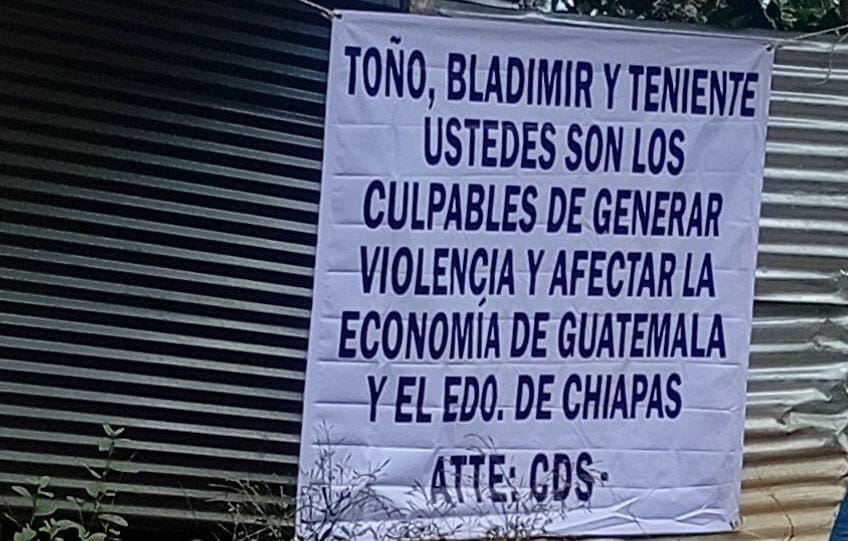 TOÑO, BLADIMIR Y TENIENTE
USTEDES SON LOS
CULPABLES DE GENERAR
VIOLENCIA Y AFECTAR LA
ECONOMÍA DE GUATEMALA
Y EL EDO. DE CHIAPAS
ATTE: CDS.